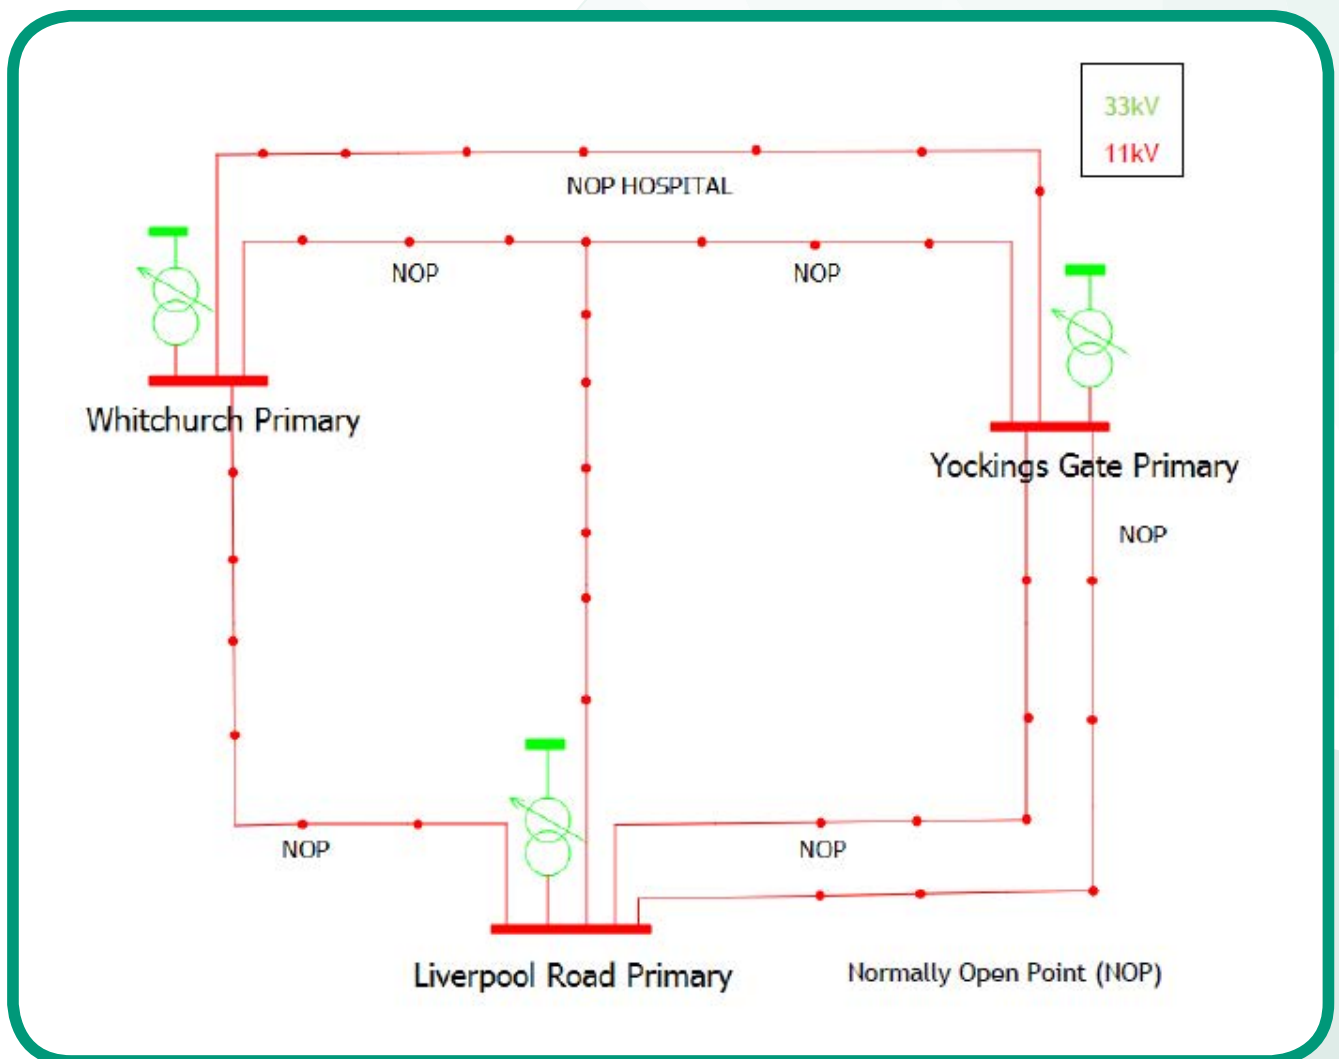 33kV
11kV
NOP HOSPITAL
NOP
NOP
Whitchurch Primary
Yockings Gate Primary
NOP
NOP
NOP
Liverpool Road Primary
Normally Open Point (NOP)